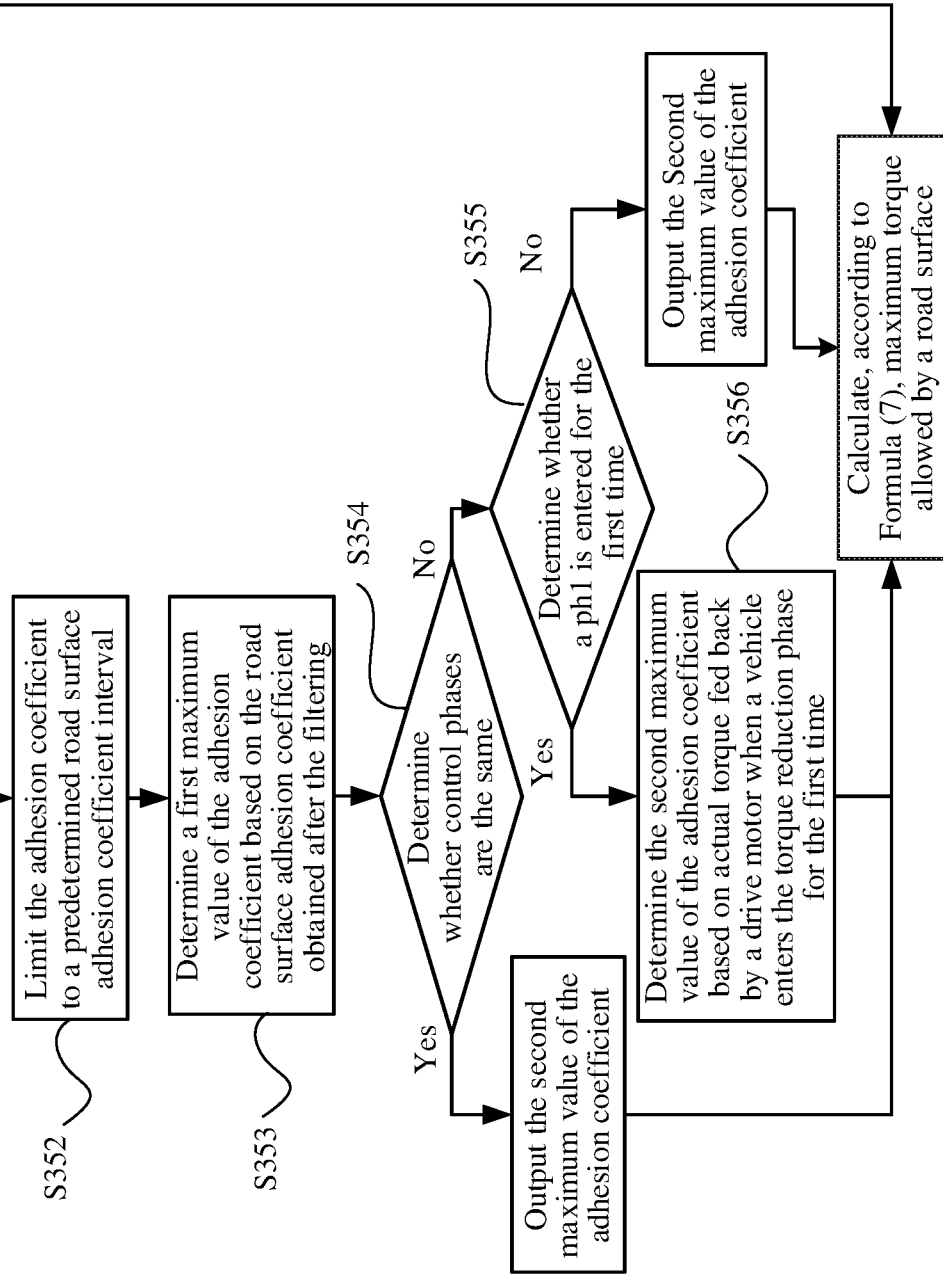 S352
Limit the adhesion coefficient
to a predetermined road surface
adhesion coefficient interval
S353
Determine a first maximum
value of the adhesion
coefficient based on the road
surface adhesion coefficient
obtained after the filtering
S354
Determine
whether control phases
are the same
Yes
No
Output the second
maximum value of the
adhesion coefficient
S355
Determine whether
a ph1 is entered for the
first time
Yes
No
S356
Determine the second maximum
value of the adhesion coefficient
based on actual torque fed back
by a drive motor when a vehicle
enters the torque reduction phase
for the first time
Output the Second
maximum value of the
adhesion coefficient
Calculate, according to
Formula (7), maximum torque
allowed by a road surface